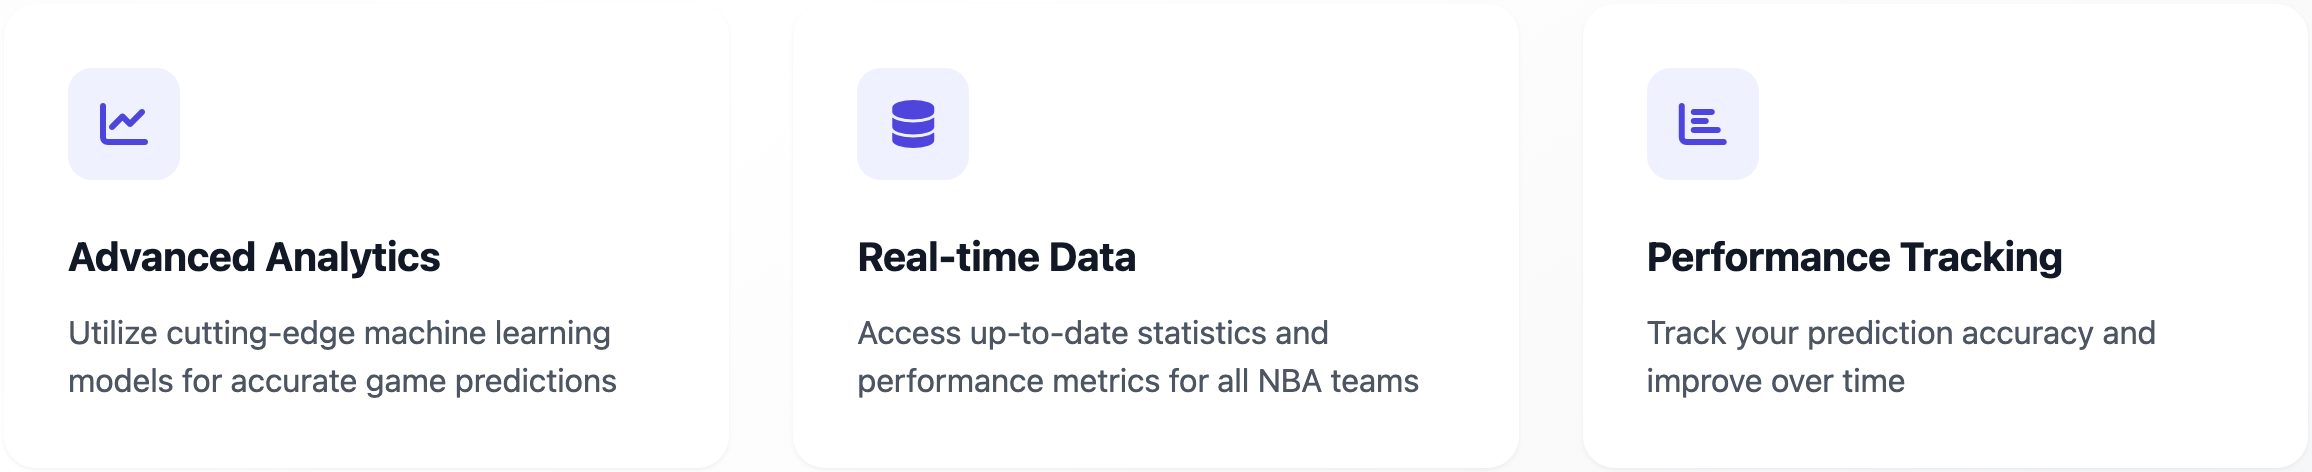 Advanced Analytics
Utilize cutting-edge machine learning
models for accurate game predictions
Real-time Data
Access up-to-date statistics and
performance metrics for all NBA teams
Performance Tracking
Track your prediction accuracy and
improve over time